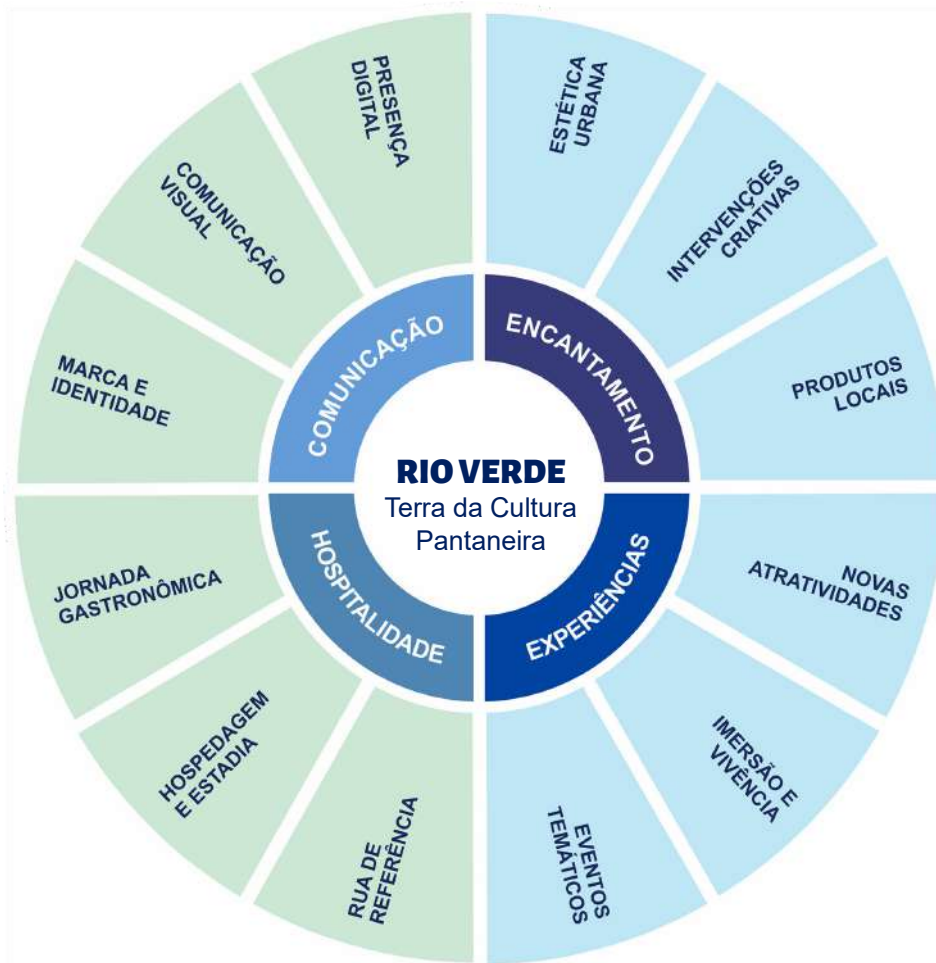 PRESENÇA
DIGITAL
ESTÉTICA
URBANA
COMUNICAÇÃO
VISUAL
INTERVENÇÕES
CRIATIVAS
MARCA E
IDENTIDADE
PRODUTOS
LOCAIS
COMUNICAÇÃO
ENCANTAMENTO
RIO VERDE
Terra da Cultura
Pantaneira
HOSPITALIDADE
EXPERIÊNCIAS
JORNADA
GASTRONÔMICA
NOVAS
ATRATIVIDADES
HOSPEDAGEM
E ESTADIA
IMERSÃO E
VIVÊNCIA
RUA DE
REFERÊNCIA
EVENTOS
TEMÁTICOS